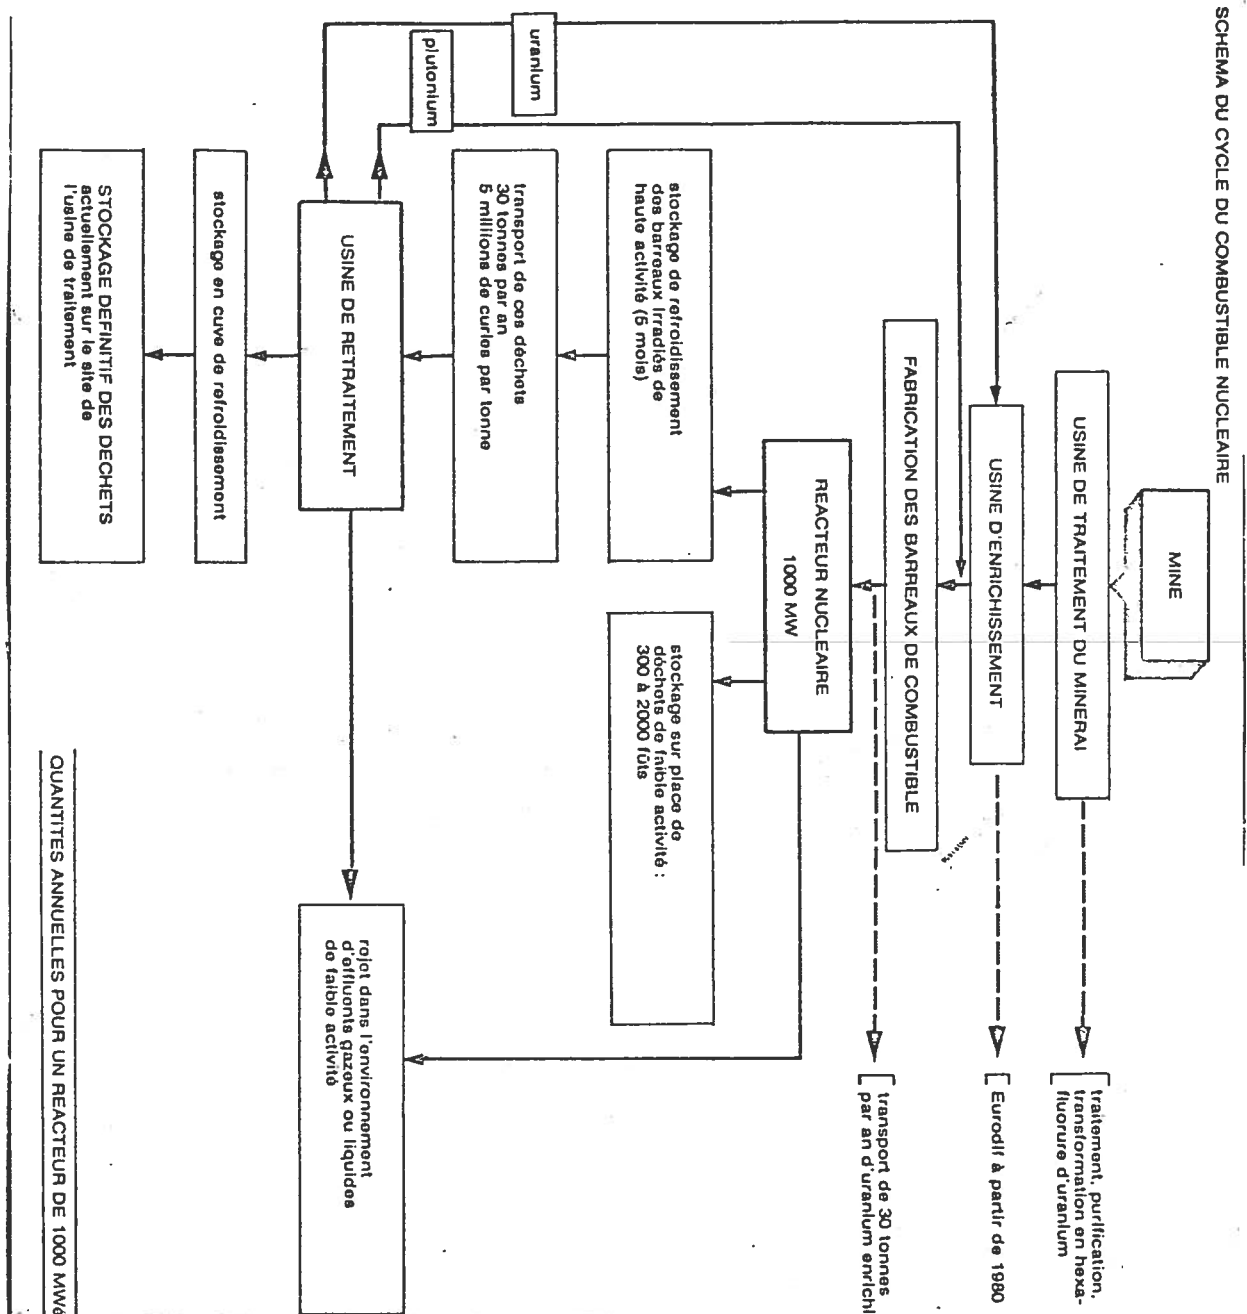 SCHEMA DU CYCLE DU COMBUSTIBLE NUCLEAIRE
MINE
USINE DE TRAITEMENT DU MINERAI
traitement, purification,
transformation en hexa-
fluorure d'uranium
USINE D'ENRICHISSEMENT
Eurodif à partir de 1980
FABRICATION DES BARREAUX DE COMBUSTIBLE
transport de 30 tonnes
par an d'uranium enrichi
REACTEUR NUCLEAIRE
1000 MW
uranium
plutonium
stockage de refroidissement
des barreaux irradiés de
haute activité (5 mois)
stockage sur place de
déchets de faible activité :
300 à 2000 fûts
transport de ces déchets
30 tonnes par an
5 millions de curies par tonne
USINE DE RETRAITEMENT
rejet dans l'environnement
d'effluents gazeux ou liquides
de faible activité
stockage en cuve de refroidissement
STOCKAGE DEFINITIF DES DECHETS
actuellement sur le site de
l'usine de traitement
QUANTITES ANNUELLES POUR UN REACTEUR DE 1000 MWé